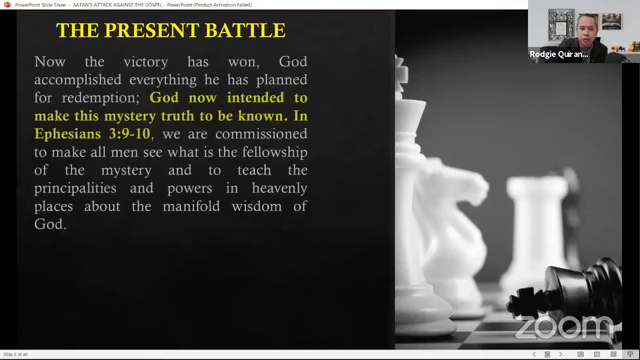 PowerPoint Slide Show - SATAN'S ATTACK AGAINST THE GOSPEL - PowerPoint (Product Activation Failed)
THE PRESENT BATTLE
Rodgie Quiran...
Now the victory has won, God
accomplished everything he has planned
for redemption; God now intended to
make this mystery truth to be known. In
Ephesians 3:9-10, we are commissioned
to make all men see what is the fellowship
of the mystery and to teach the
principalities and powers in heavenly
places about the manifold wisdom of
God.
zoom